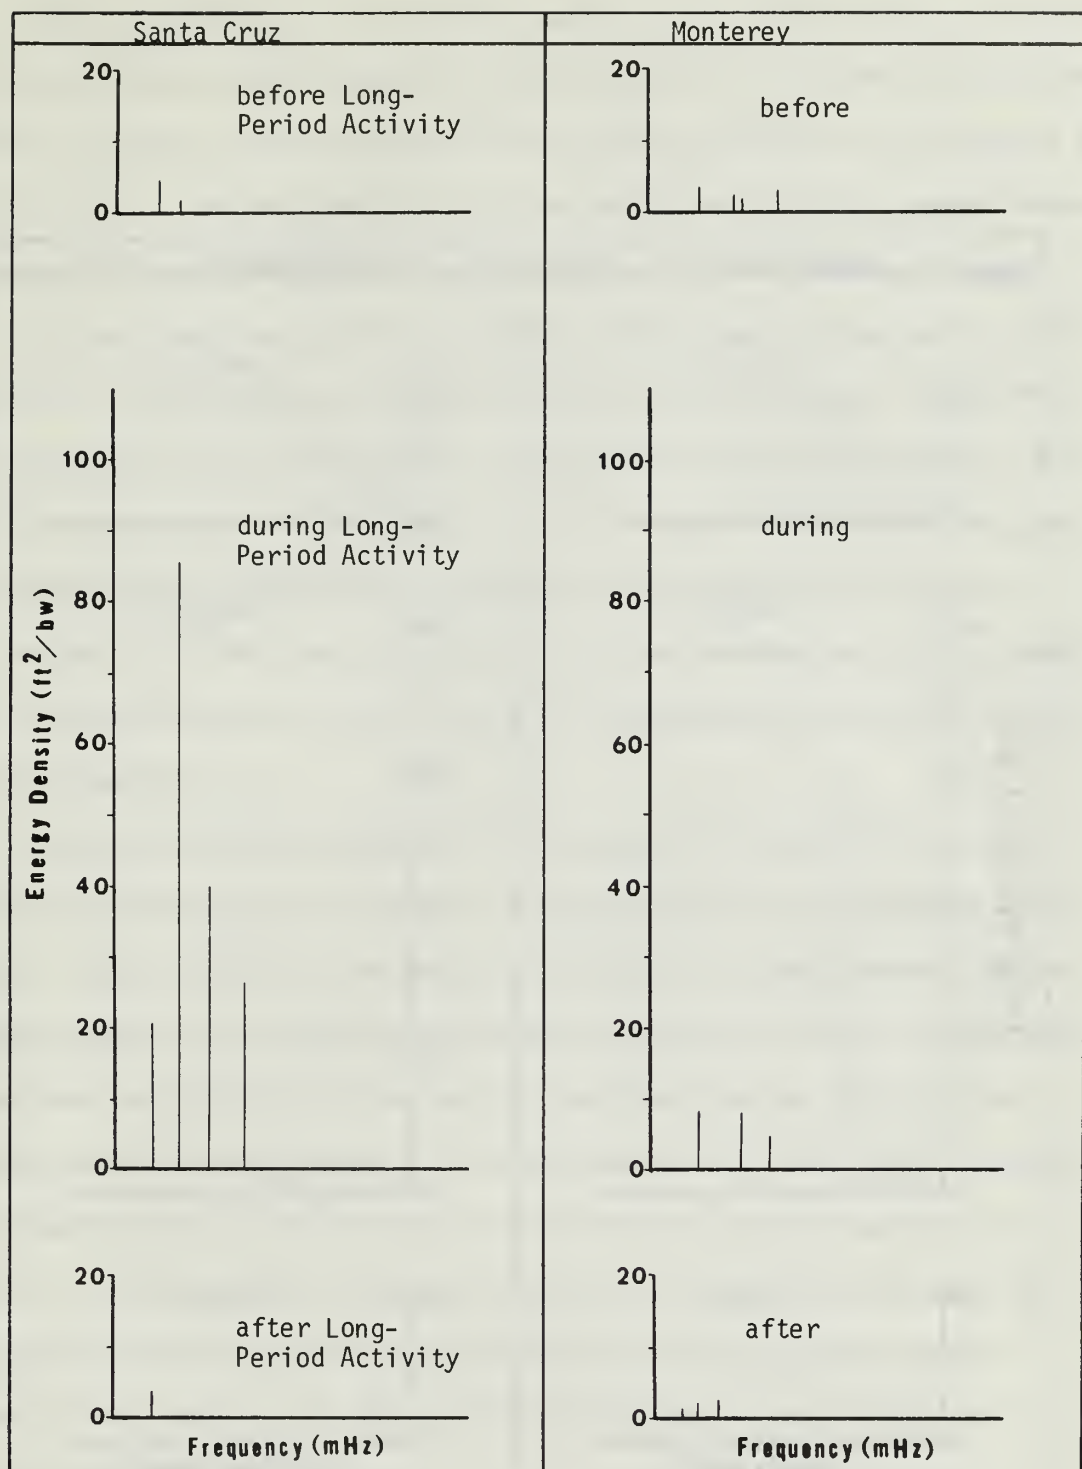 Santa Cruz
Monterey
20
before Long-
Period Activity
0
20
before
0
Energy Density (ft²/bw)
100
during Long-
Period Activity
80
60
40
20
0
100
during
80
60
40
20
0
20
after Long-
Period Activity
0
Frequency (mHz)
20
after
0
Frequency (mHz)